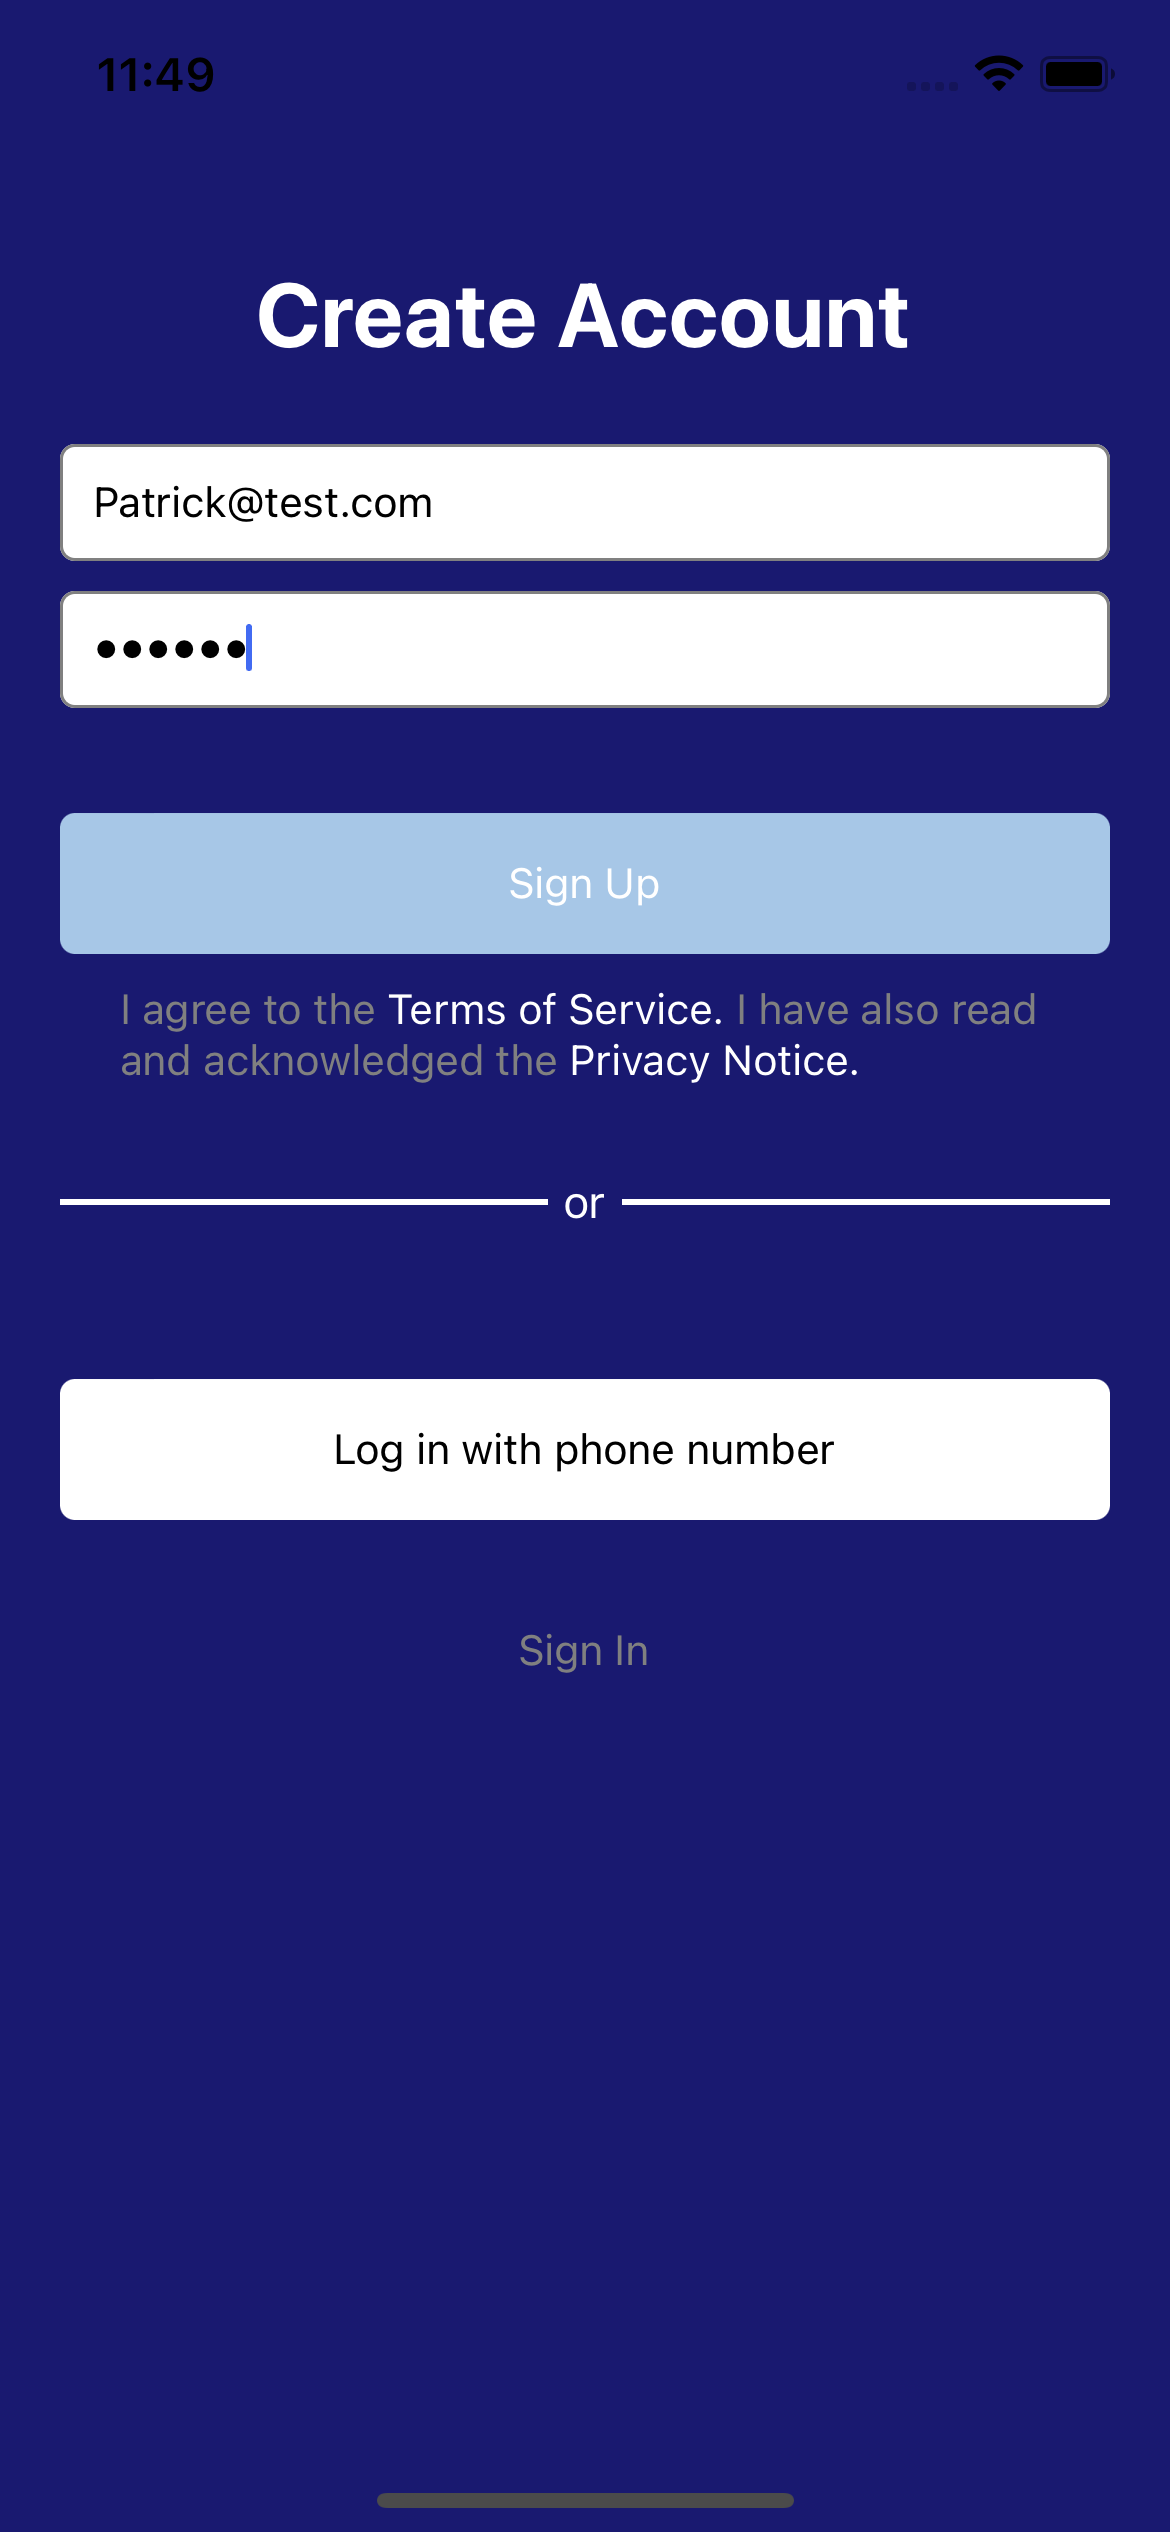 11:49
Create Account
Patrick@test.com
••••••
Sign Up
I agree to the Terms of Service. I have also read
and acknowledged the Privacy Notice.
or
Log in with phone number
Sign In